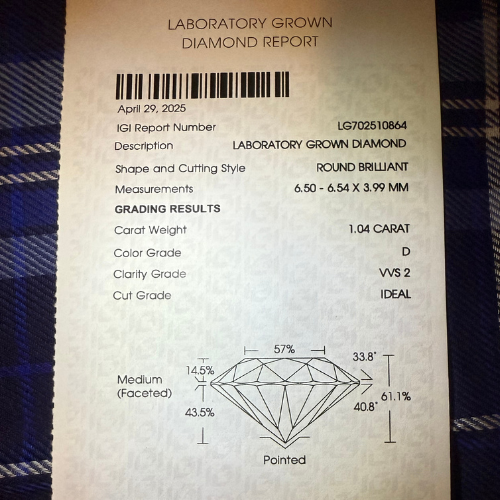 LABORATORY GROWN
DIAMOND REPORT
April 29, 2025
IGI Report Number LG702510864
Description LABORATORY GROWN DIAMOND
Shape and Cutting Style ROUND BRILLIANT
Measurements 6.50 - 6.54 X 3.99 MM
GRADING RESULTS
Carat Weight 1.04 CARAT
Color Grade D
Clarity Grade VVS 2
Cut Grade IDEAL
57%
33.8°
14.5%
Medium
(Faceted)
61.1%
43.5%
40.8°
Pointed